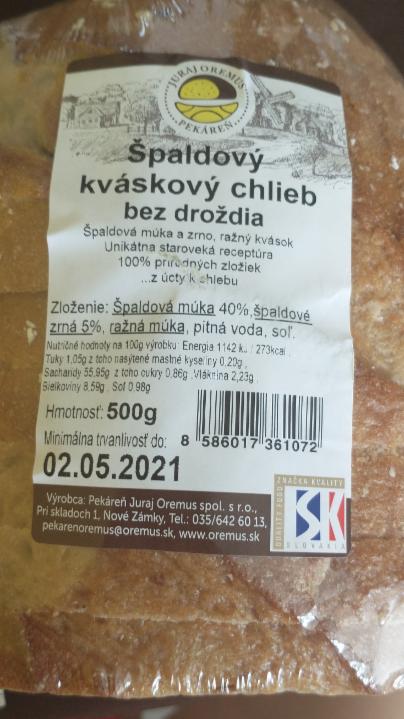 JURAJ OREMUS
PEKÁREŇ
Špaldový
kváskový chlieb
bez droždia
Špaldová múka a zrno, ražný kvások
Unikátna staroveká receptúra
100% prírodných zložiek
...z úcty k chlebu
Zloženie: Špaldová múka 40%,špaldové
zrná 5%, ražná múka, pitná voda, soľ.
Nutričné hodnoty na 100g výrobku: Energia 1142 kJ / 273kcal,
Tuky 1,05g z toho nasýtené mastné kyseliny 0,20g,
Sacharidy 55,95g z toho cukry 0,86g, Vláknina 2,23g,
Bielkoviny 8,59g, Soľ 0,98g
Hmotnosť: 500g
Minimálna trvanlivosť do:
8 586017 361072
02.05.2021
Výrobca: Pekáreň Juraj Oremus spol. s r.o.,
Pri skladoch 1, Nové Zámky, Tel.: 035/642 60 13,
pekarenoremus@oremus.sk, www.oremus.sk
ZNAČKA KVALITY
QUALITY FOOD
SK
SLOVAKIA